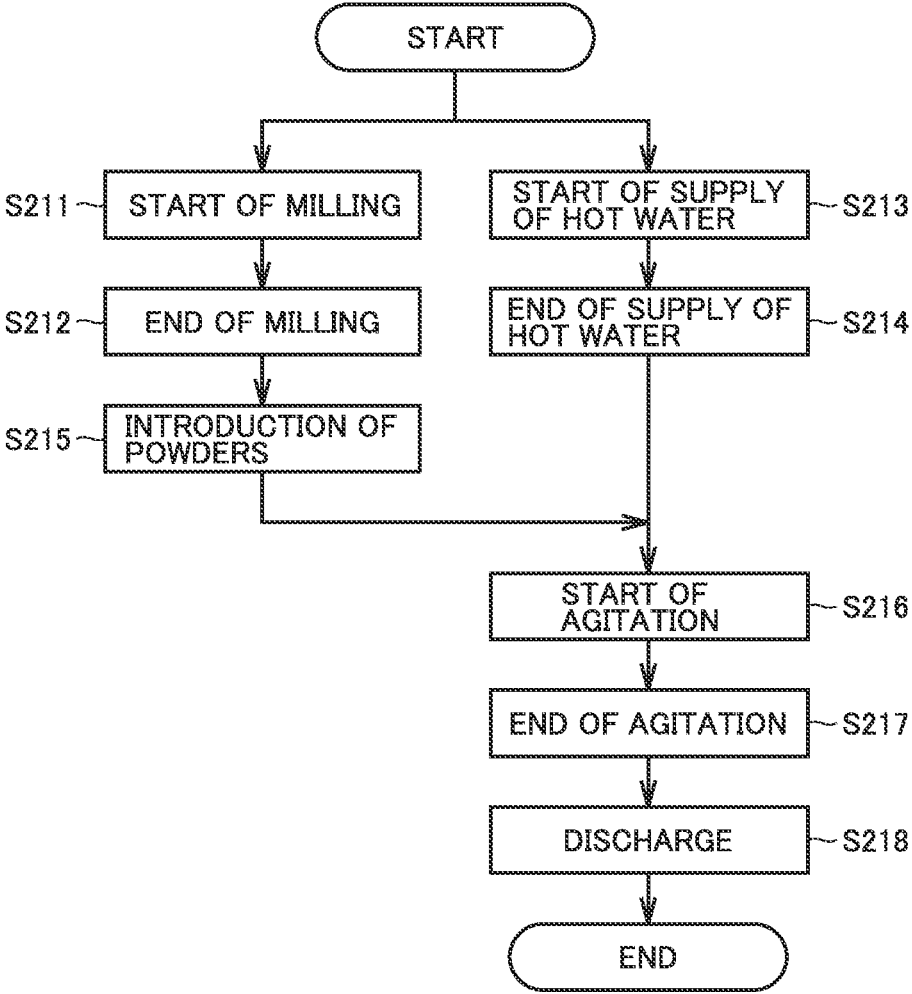 START
S211
START OF MILLING
START OF SUPPLY
OF HOT WATER
S213
S212
END OF MILLING
END OF SUPPLY OF
HOT WATER
S214
S215
INTRODUCTION OF
POWDERS
START OF
AGITATION
S216
END OF AGITATION
S217
DISCHARGE
S218
END